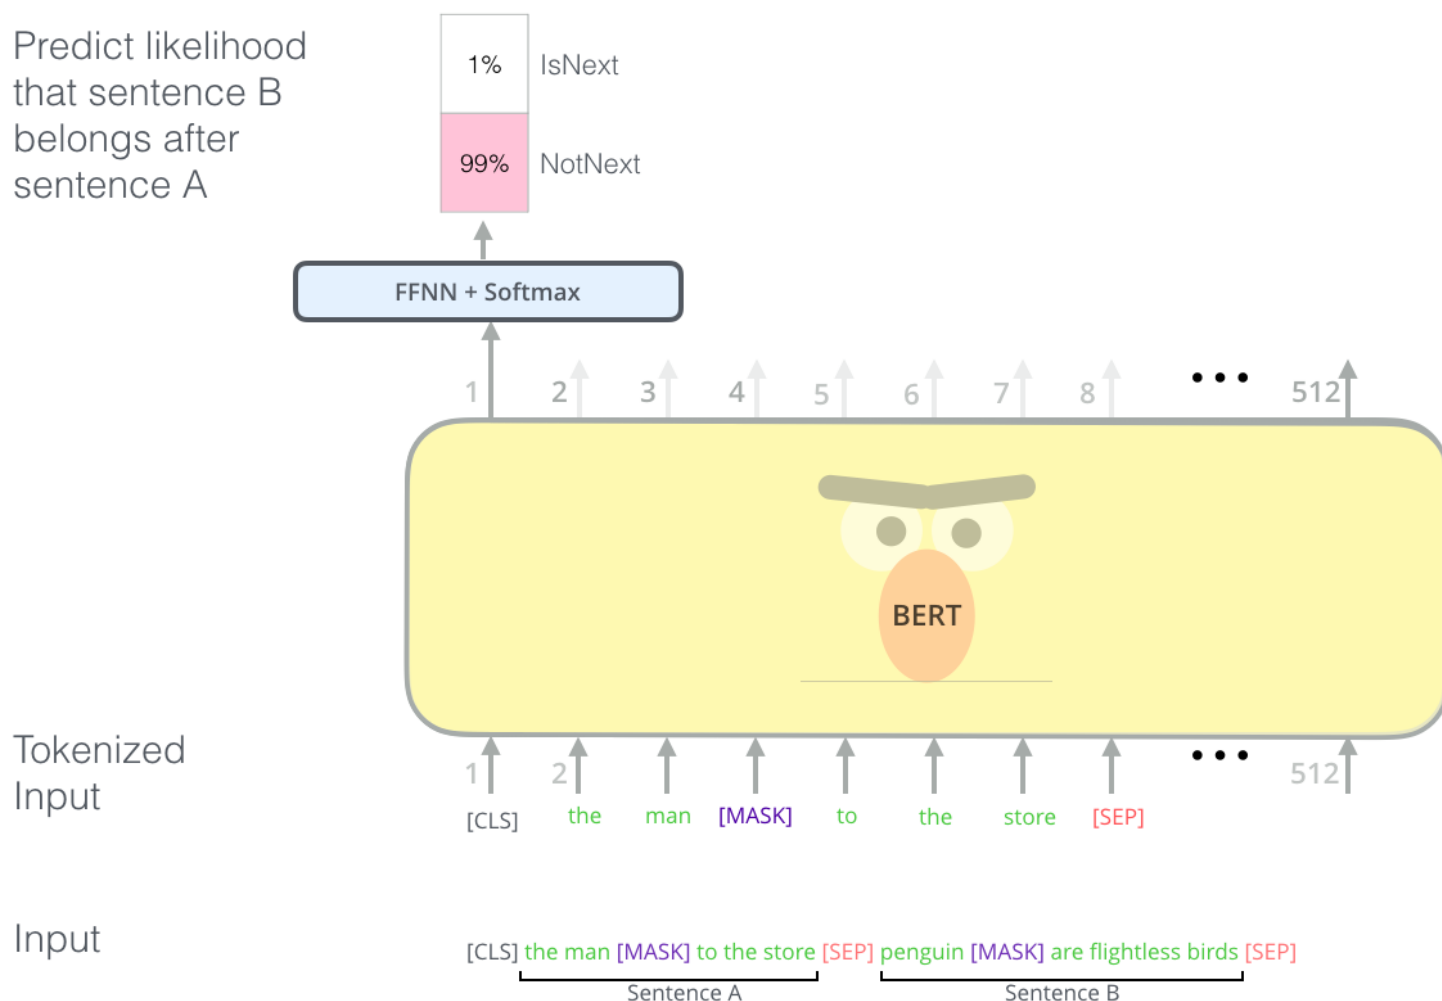 Predict likelihood
that sentence B
belongs after
sentence A
1% IsNext
99% NotNext
FFNN + Softmax
1 2 3 4 5 6 7 8 ••• 512
BERT
Tokenized
Input
1 2 ••• 512
[CLS] the man [MASK] to the store [SEP]
Input
[CLS] the man [MASK] to the store [SEP] penguin [MASK] are flightless birds [SEP]
Sentence A Sentence B